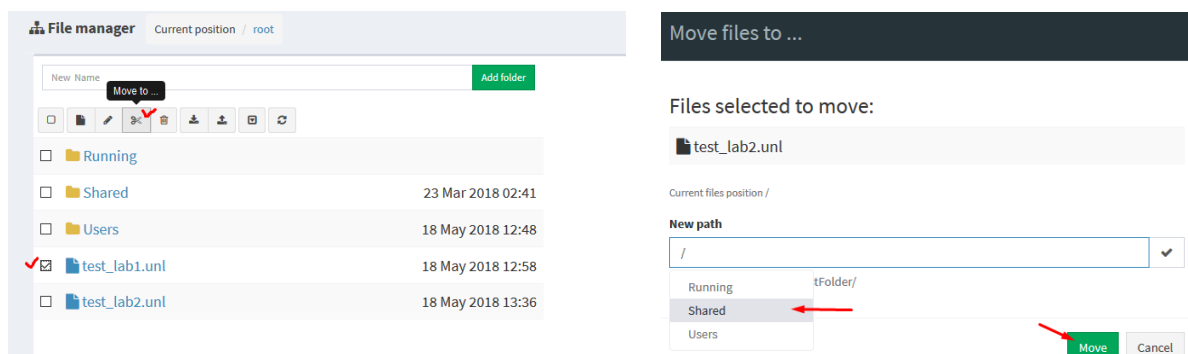 File manager Current position / root
New Name Add folder
Move to ...
Running
Shared 23 Mar 2018 02:41
Users 18 May 2018 12:48
test_lab1.unl 18 May 2018 12:58
test_lab2.unl 18 May 2018 13:36
Move files to ...
Files selected to move:
test_lab2.unl
Current files position /
New path
/
tFolder/
Running
Shared
Users
Move Cancel